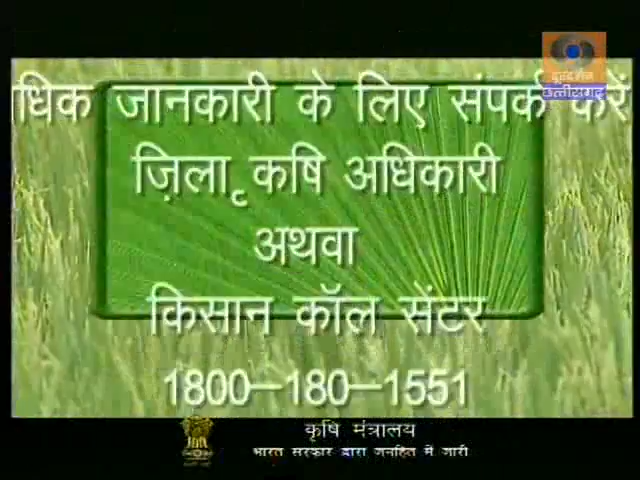 दूरदर्शन
छत्तीसगढ़
धिक जानकारी के लिए संपर्क करें
ज़िला कृषि अधिकारी
अथवा
किसान कॉल सेंटर
1800-180-1551
कृषि मंत्रालय
भारत सरकार द्वारा जनहित में जारी